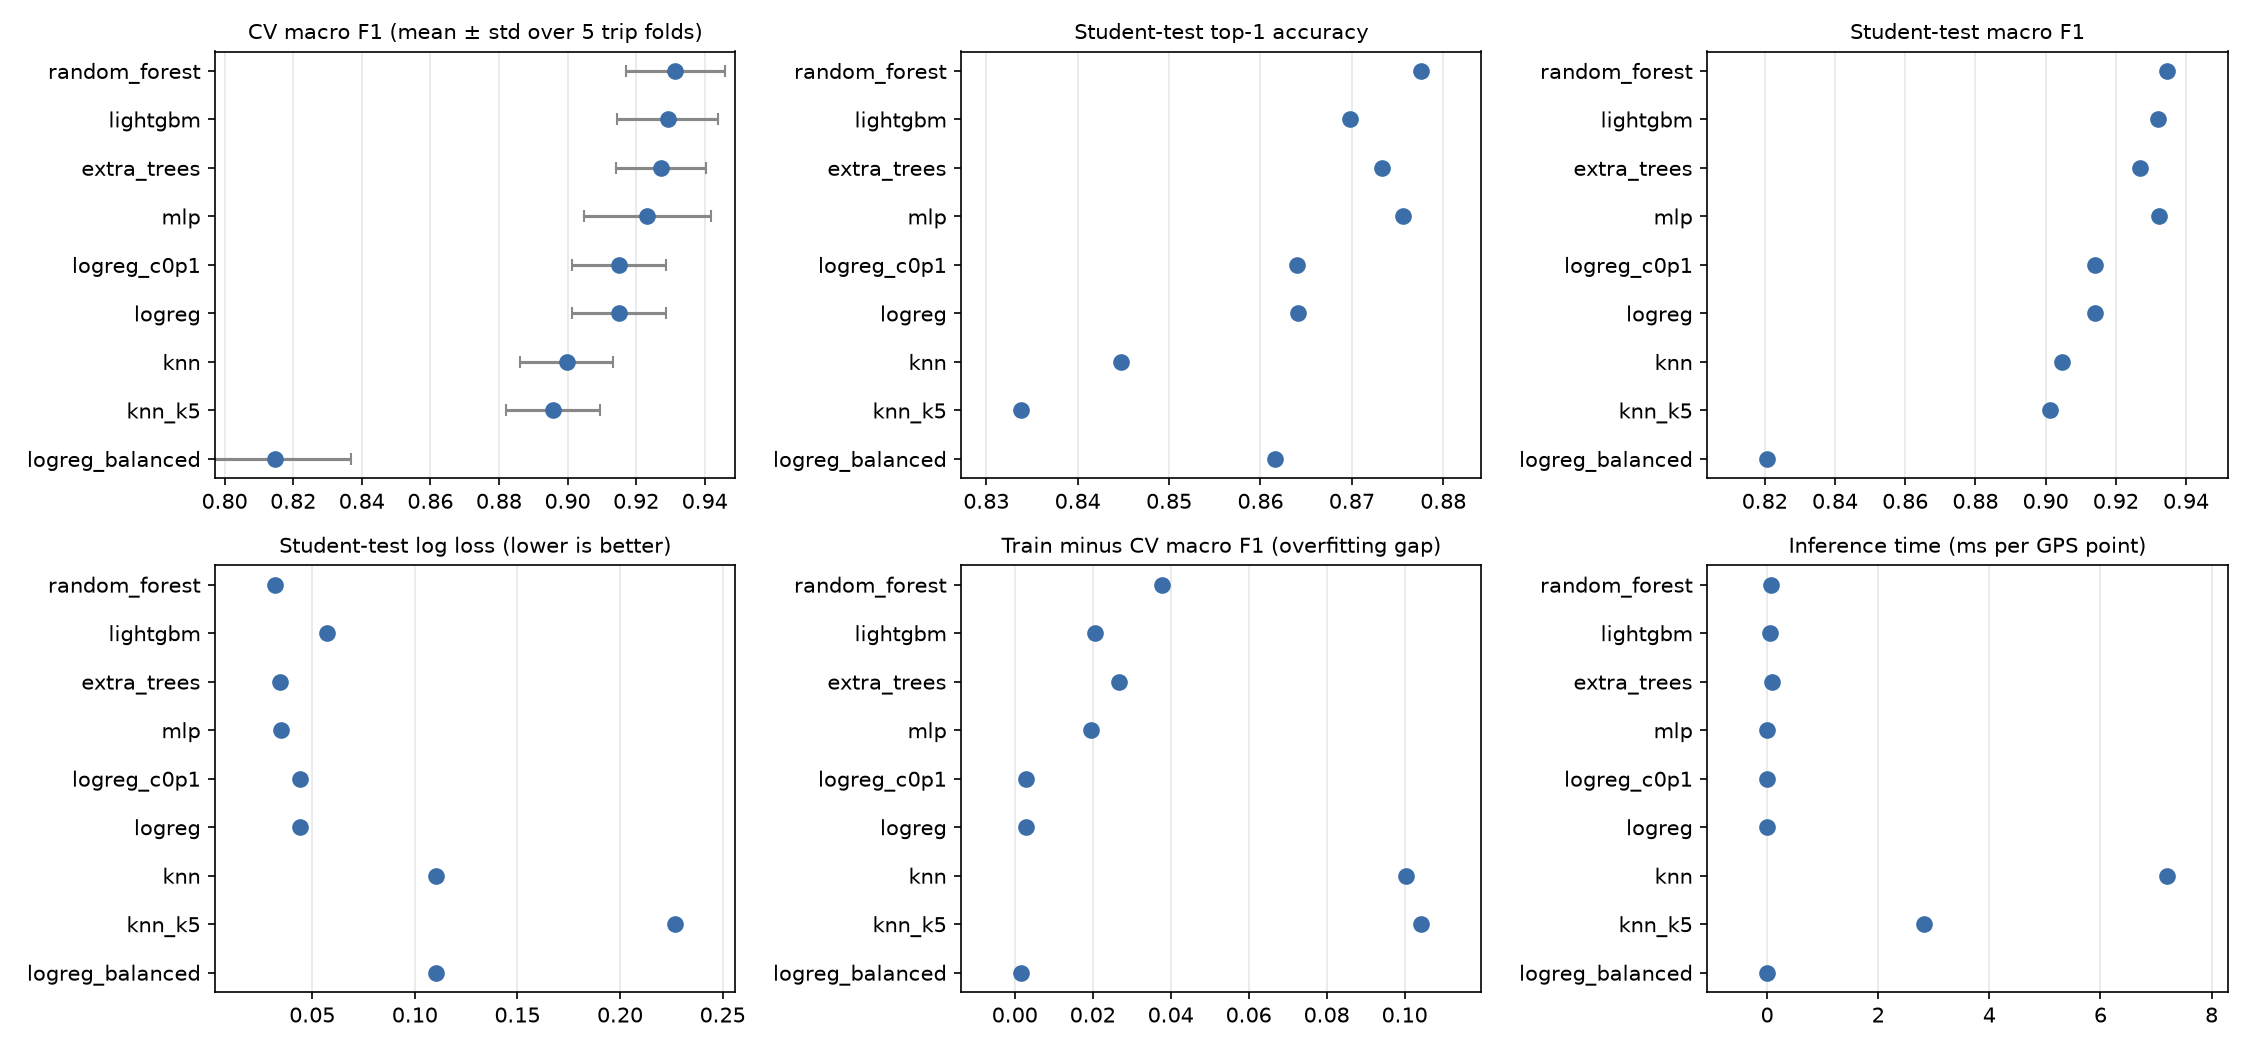 CV macro F1 (mean ± std over 5 trip folds)
random_forest
lightgbm
extra_trees
mlp
logreg_c0p1
logreg
knn
knn_k5
logreg_balanced
0.80 0.82 0.84 0.86 0.88 0.90 0.92 0.94
Student-test top-1 accuracy
random_forest
lightgbm
extra_trees
mlp
logreg_c0p1
logreg
knn
knn_k5
logreg_balanced
0.83 0.84 0.85 0.86 0.87 0.88
Student-test macro F1
random_forest
lightgbm
extra_trees
mlp
logreg_c0p1
logreg
knn
knn_k5
logreg_balanced
0.82 0.84 0.86 0.88 0.90 0.92 0.94
Student-test log loss (lower is better)
random_forest
lightgbm
extra_trees
mlp
logreg_c0p1
logreg
knn
knn_k5
logreg_balanced
0.05 0.10 0.15 0.20 0.25
Train minus CV macro F1 (overfitting gap)
random_forest
lightgbm
extra_trees
mlp
logreg_c0p1
logreg
knn
knn_k5
logreg_balanced
0.00 0.02 0.04 0.06 0.08 0.10
Inference time (ms per GPS point)
random_forest
lightgbm
extra_trees
mlp
logreg_c0p1
logreg
knn
knn_k5
logreg_balanced
0 2 4 6 8